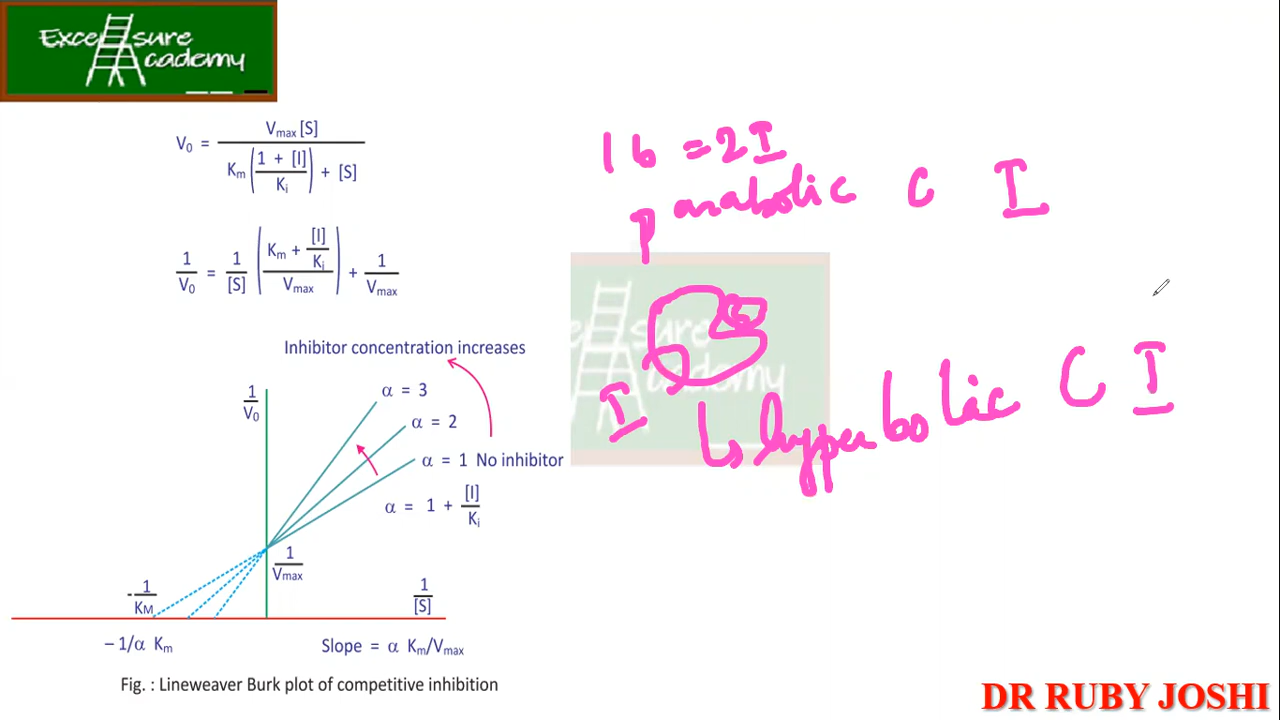 Excel sure
Academy
V0 = Vmax [S] / Km (1 + [I] / Ki) + [S]
1/V0 = 1/[S] (Km + [I]/Ki / Vmax) + 1/Vmax
Inhibitor concentration increases
1/V0
α = 3
α = 2
α = 1 No inhibitor
α = 1 + [I]/Ki
1/Vmax
- 1/KM
1/[S]
– 1/α Km
Slope = α Km/Vmax
Fig. : Lineweaver Burk plot of competitive inhibition
= 2 I
parabolic C I
I
hyperbolic C I
DR RUBY JOSHI